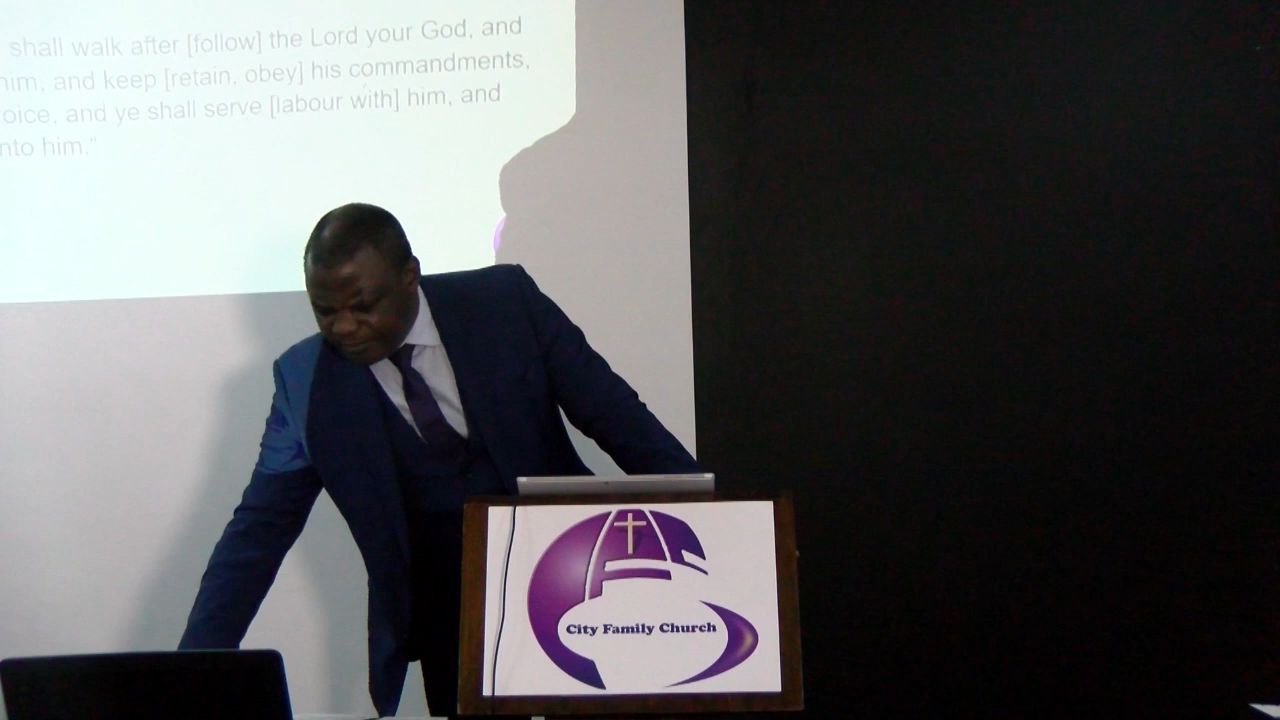 shall walk after [follow] the Lord your God, and
him, and keep [retain, obey] his commandments,
oice, and ye shall serve [labour with] him, and
nto him."
City Family Church